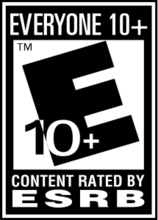 EVERYONE 10+
TM
E
10+
CONTENT RATED BY
ESRB